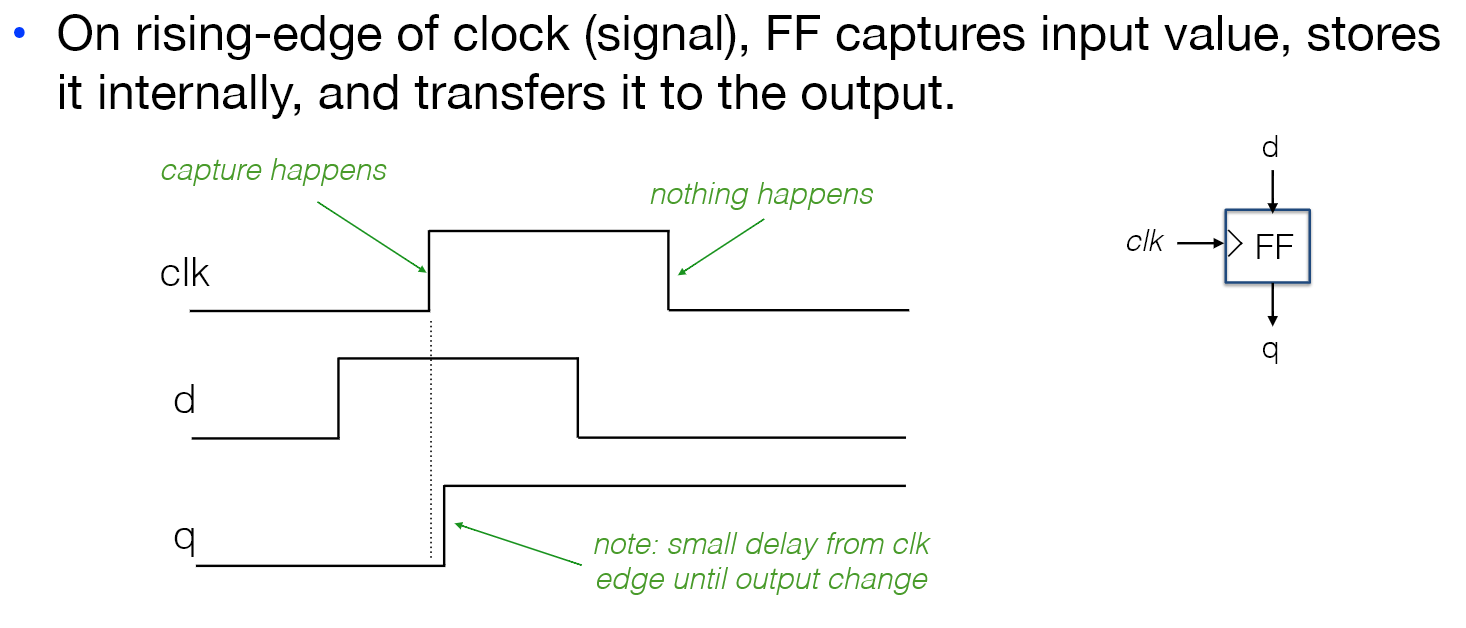 • On rising-edge of clock (signal), FF captures input value, stores
it internally, and transfers it to the output.
capture happens
nothing happens
clk
d
q
note: small delay from clk
edge until output change
d
clk
FF
q